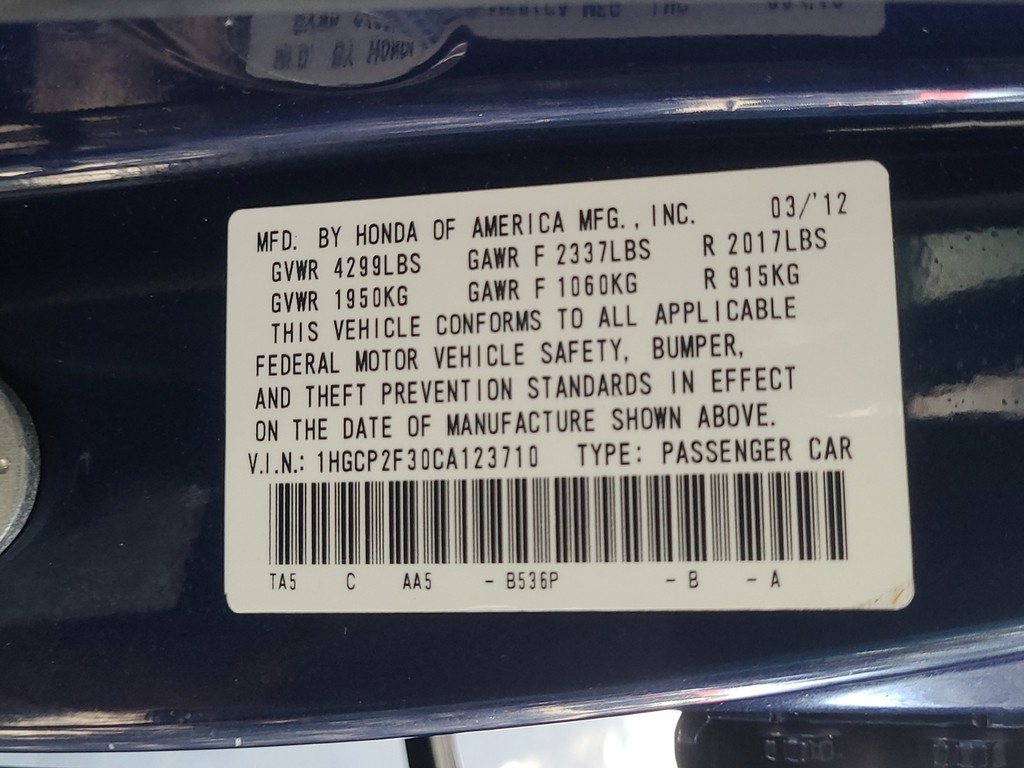 MFD. BY HONDA OF AMERICA MFG., INC. 03/'12
GVWR 4299LBS GAWR F 2337LBS R 2017LBS
GVWR 1950KG GAWR F 1060KG R 915KG
THIS VEHICLE CONFORMS TO ALL APPLICABLE
FEDERAL MOTOR VEHICLE SAFETY, BUMPER,
AND THEFT PREVENTION STANDARDS IN EFFECT
ON THE DATE OF MANUFACTURE SHOWN ABOVE.
V.I.N.: 1HGCP2F30CA123710 TYPE: PASSENGER CAR
TA5 C AA5 - B536P - B - A